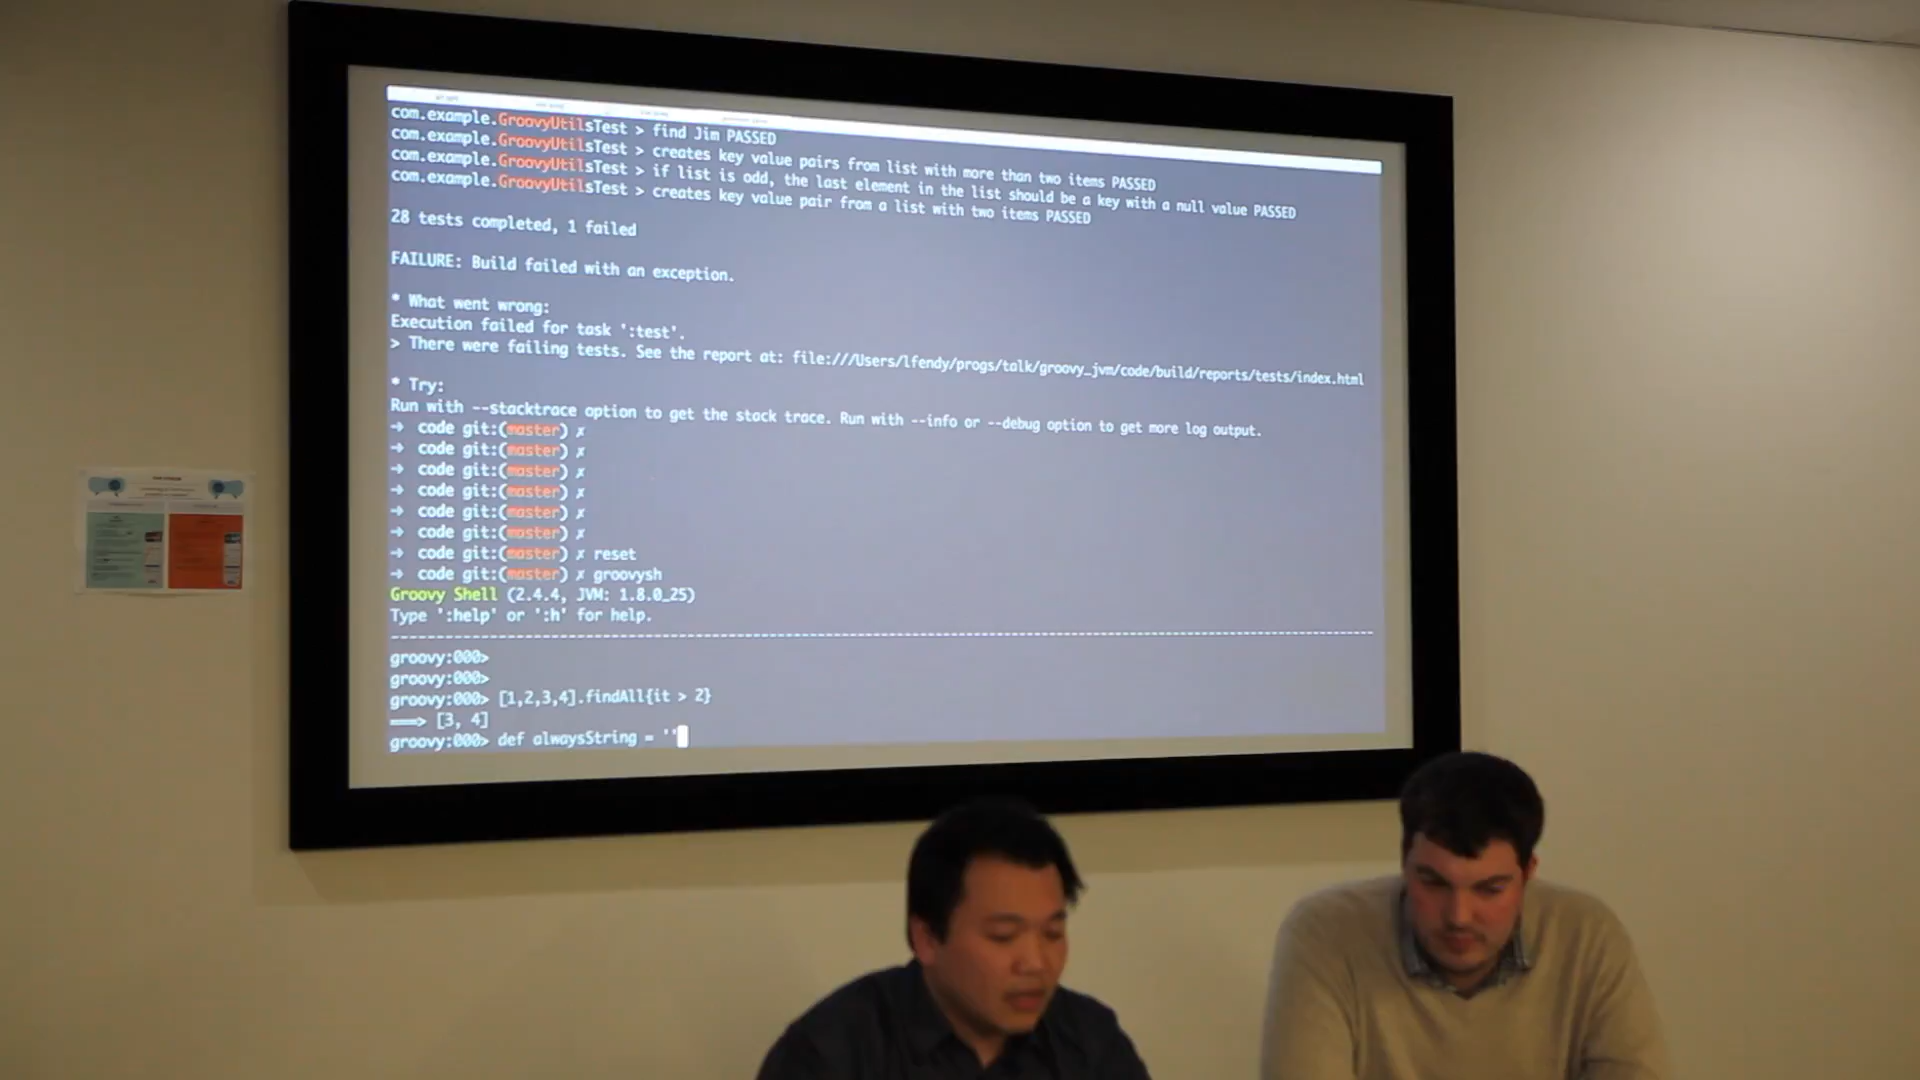 com.example.GroovyUtilsTest > find Jim PASSED
com.example.GroovyUtilsTest > creates key value pairs from list with more than two items PASSED
com.example.GroovyUtilsTest > if list is odd, the last element in the list should be a key with a null value PASSED
com.example.GroovyUtilsTest > creates key value pair from a list with two items PASSED
28 tests completed, 1 failed
FAILURE: Build failed with an exception.
* What went wrong:
Execution failed for task ':test'.
> There were failing tests. See the report at: file:///Users/lfendy/progs/talk/groovy_jvm/code/build/reports/tests/index.html
* Try:
Run with --stacktrace option to get the stack trace. Run with --info or --debug option to get more log output.
➜ code git:(master) ✗
➜ code git:(master) ✗
➜ code git:(master) ✗
➜ code git:(master) ✗
➜ code git:(master) ✗
➜ code git:(master) ✗
➜ code git:(master) ✗ reset
➜ code git:(master) ✗ groovysh
Groovy Shell (2.4.4, JVM: 1.8.0_25)
Type ':help' or ':h' for help.
groovy:000>
groovy:000>
groovy:000> [1,2,3,4].findAll{it > 2}
===> [3, 4]
groovy:000> def alwaysString = ''